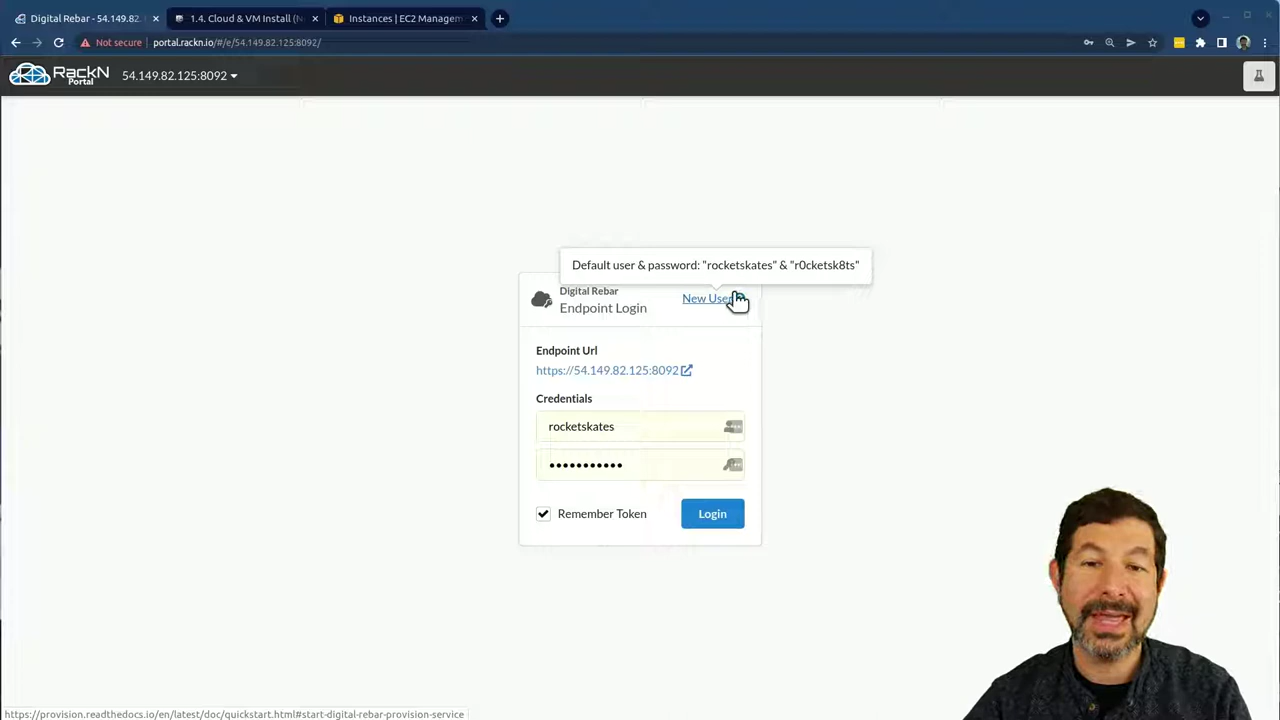 Digital Rebar - 54.149.82.
1.4. Cloud & VM Install (N
Instances | EC2 Managem
Not secure
portal.rackn.io/#/e/54.149.82.125:8092/
RackN
Portal
54.149.82.125:8092
Default user & password: "rocketskates" & "r0cketsk8ts"
Digital Rebar
New User
Endpoint Login
Endpoint Url
https://54.149.82.125:8092
Credentials
rocketskates
•••••••••••
Remember Token
Login
https://provision.readthedocs.io/en/latest/doc/quickstart.html#start-digital-rebar-provision-service